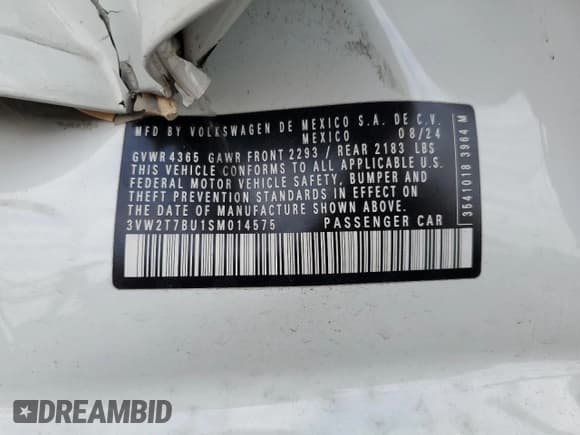 MFD BY VOLKSWAGEN DE MEXICO S.A. DE C.V.
MEXICO 08/24
GVWR 4365 GAWR FRONT 2293 / REAR 2183 LBS
THIS VEHICLE CONFORMS TO ALL APPLICABLE U.S.
FEDERAL MOTOR VEHICLE SAFETY, BUMPER AND
THEFT PREVENTION STANDARDS IN EFFECT ON
THE DATE OF MANUFACTURE SHOWN ABOVE.
3VW2T7BU1SM014575 PASSENGER CAR
3541018 3964 M
DREAMBID